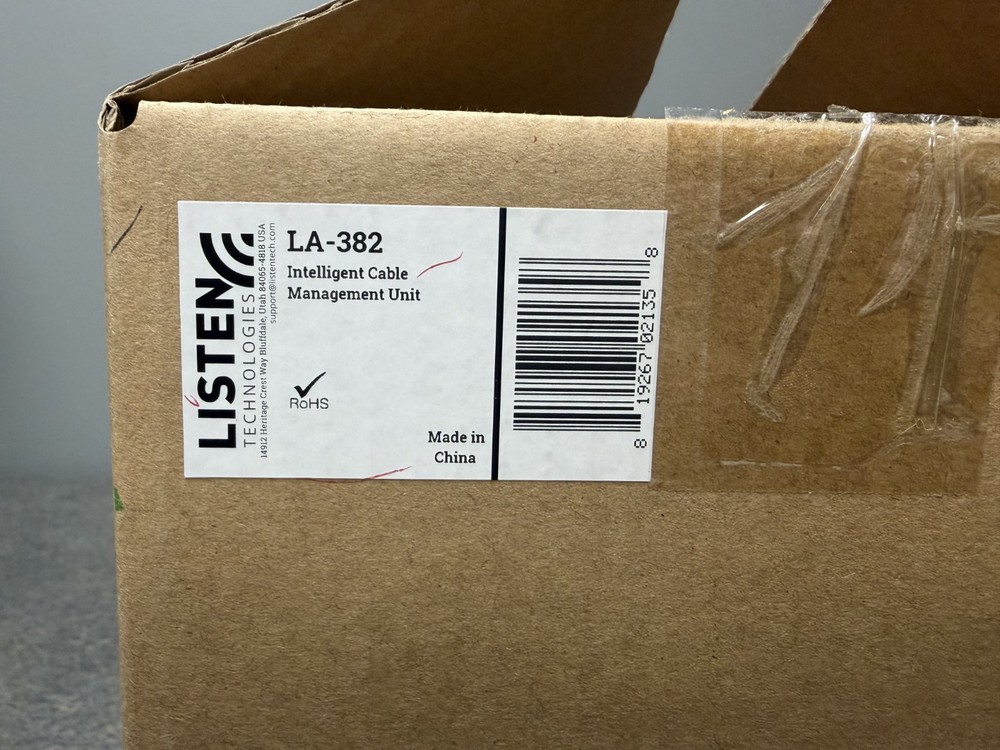 LISTEN
TECHNOLOGIES
14912 Heritage Crest Way Bluffdale, Utah 84065-4818 USA
support@listentech.com
LA-382
Intelligent Cable
Management Unit
RoHS
Made in
China
8 19267 02135 8